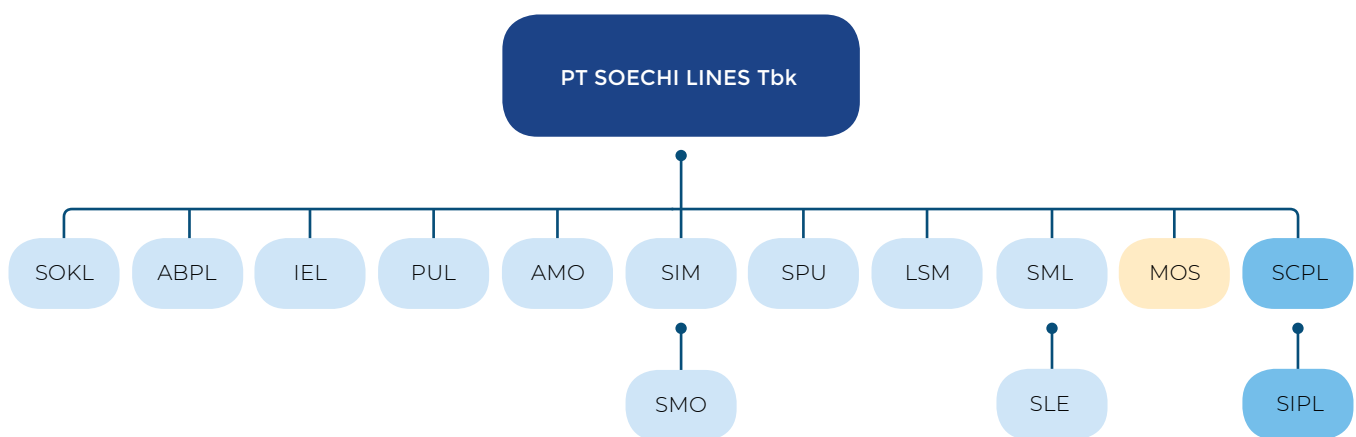 PT SOECHI LINES Tbk
SOKL
ABPL
IEL
PUL
AMO
SIM
SPU
LSM
SML
MOS
SCPL
SMO
SLE
SIPL